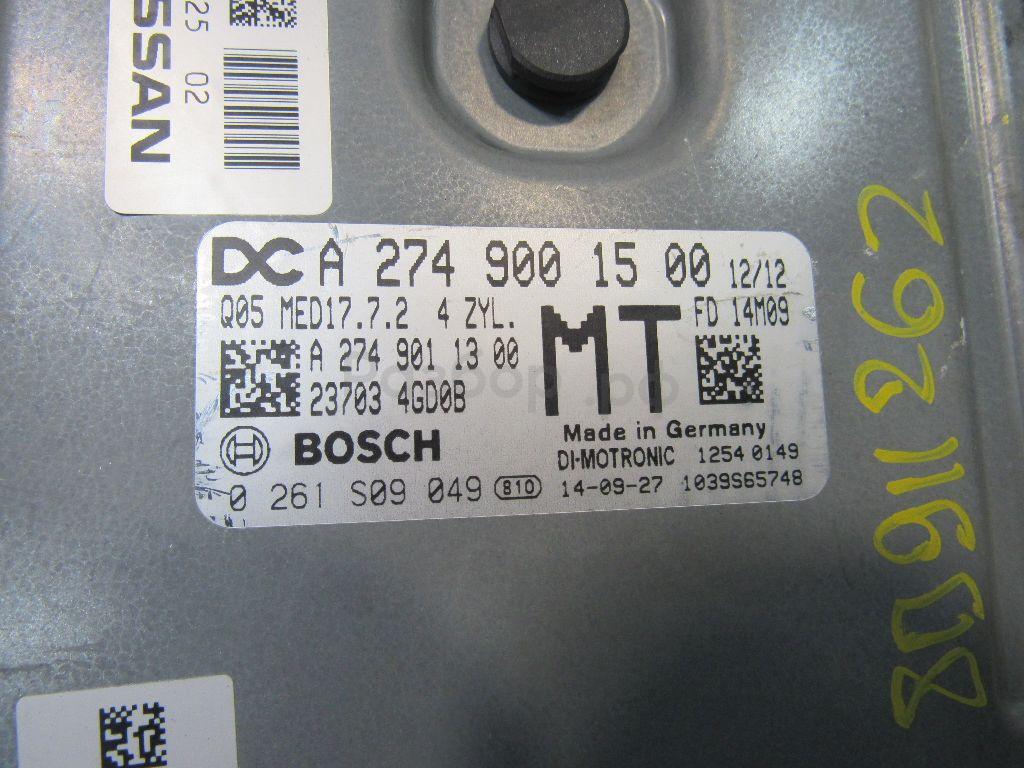 NISSAN
25 02
DC A 274 900 15 00 12/12
Q05 MED17.7.2 4 ZYL. MT FD 14M09
A 274 901 13 00
23703 4GD0B
BOSCH
Made in Germany
DI-MOTRONIC 1254 0149
0 261 S09 049 810 14-09-27 1039S65748
80911862